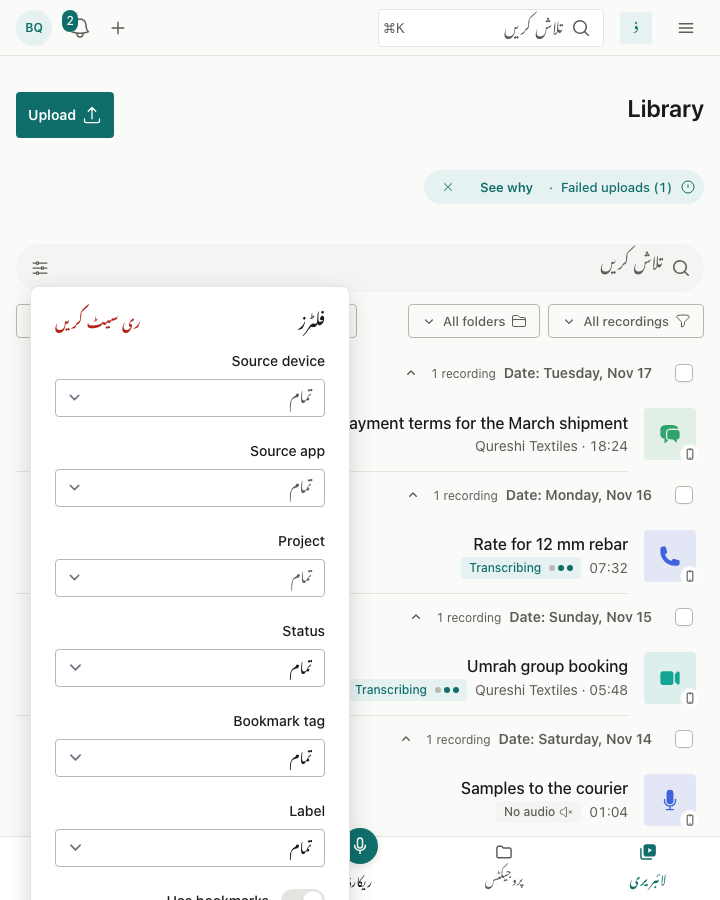 BQ
2
⌘K
تلاش کریں
ذ
Library
Upload
Failed uploads (1) · See why
تلاش کریں
All recordings
All folders
فلٹرز
ری سیٹ کریں
Source device
تمام
Source app
تمام
Project
تمام
Status
تمام
Bookmark tag
تمام
Label
تمام
Date: Tuesday, Nov 17
1 recording
ayment terms for the March shipment
Qureshi Textiles · 18:24
Date: Monday, Nov 16
1 recording
Rate for 12 mm rebar
07:32
Transcribing
Date: Sunday, Nov 15
1 recording
Umrah group booking
Qureshi Textiles · 05:48
Transcribing
Date: Saturday, Nov 14
1 recording
Samples to the courier
01:04
No audio
لائبریری
پروجیکٹس